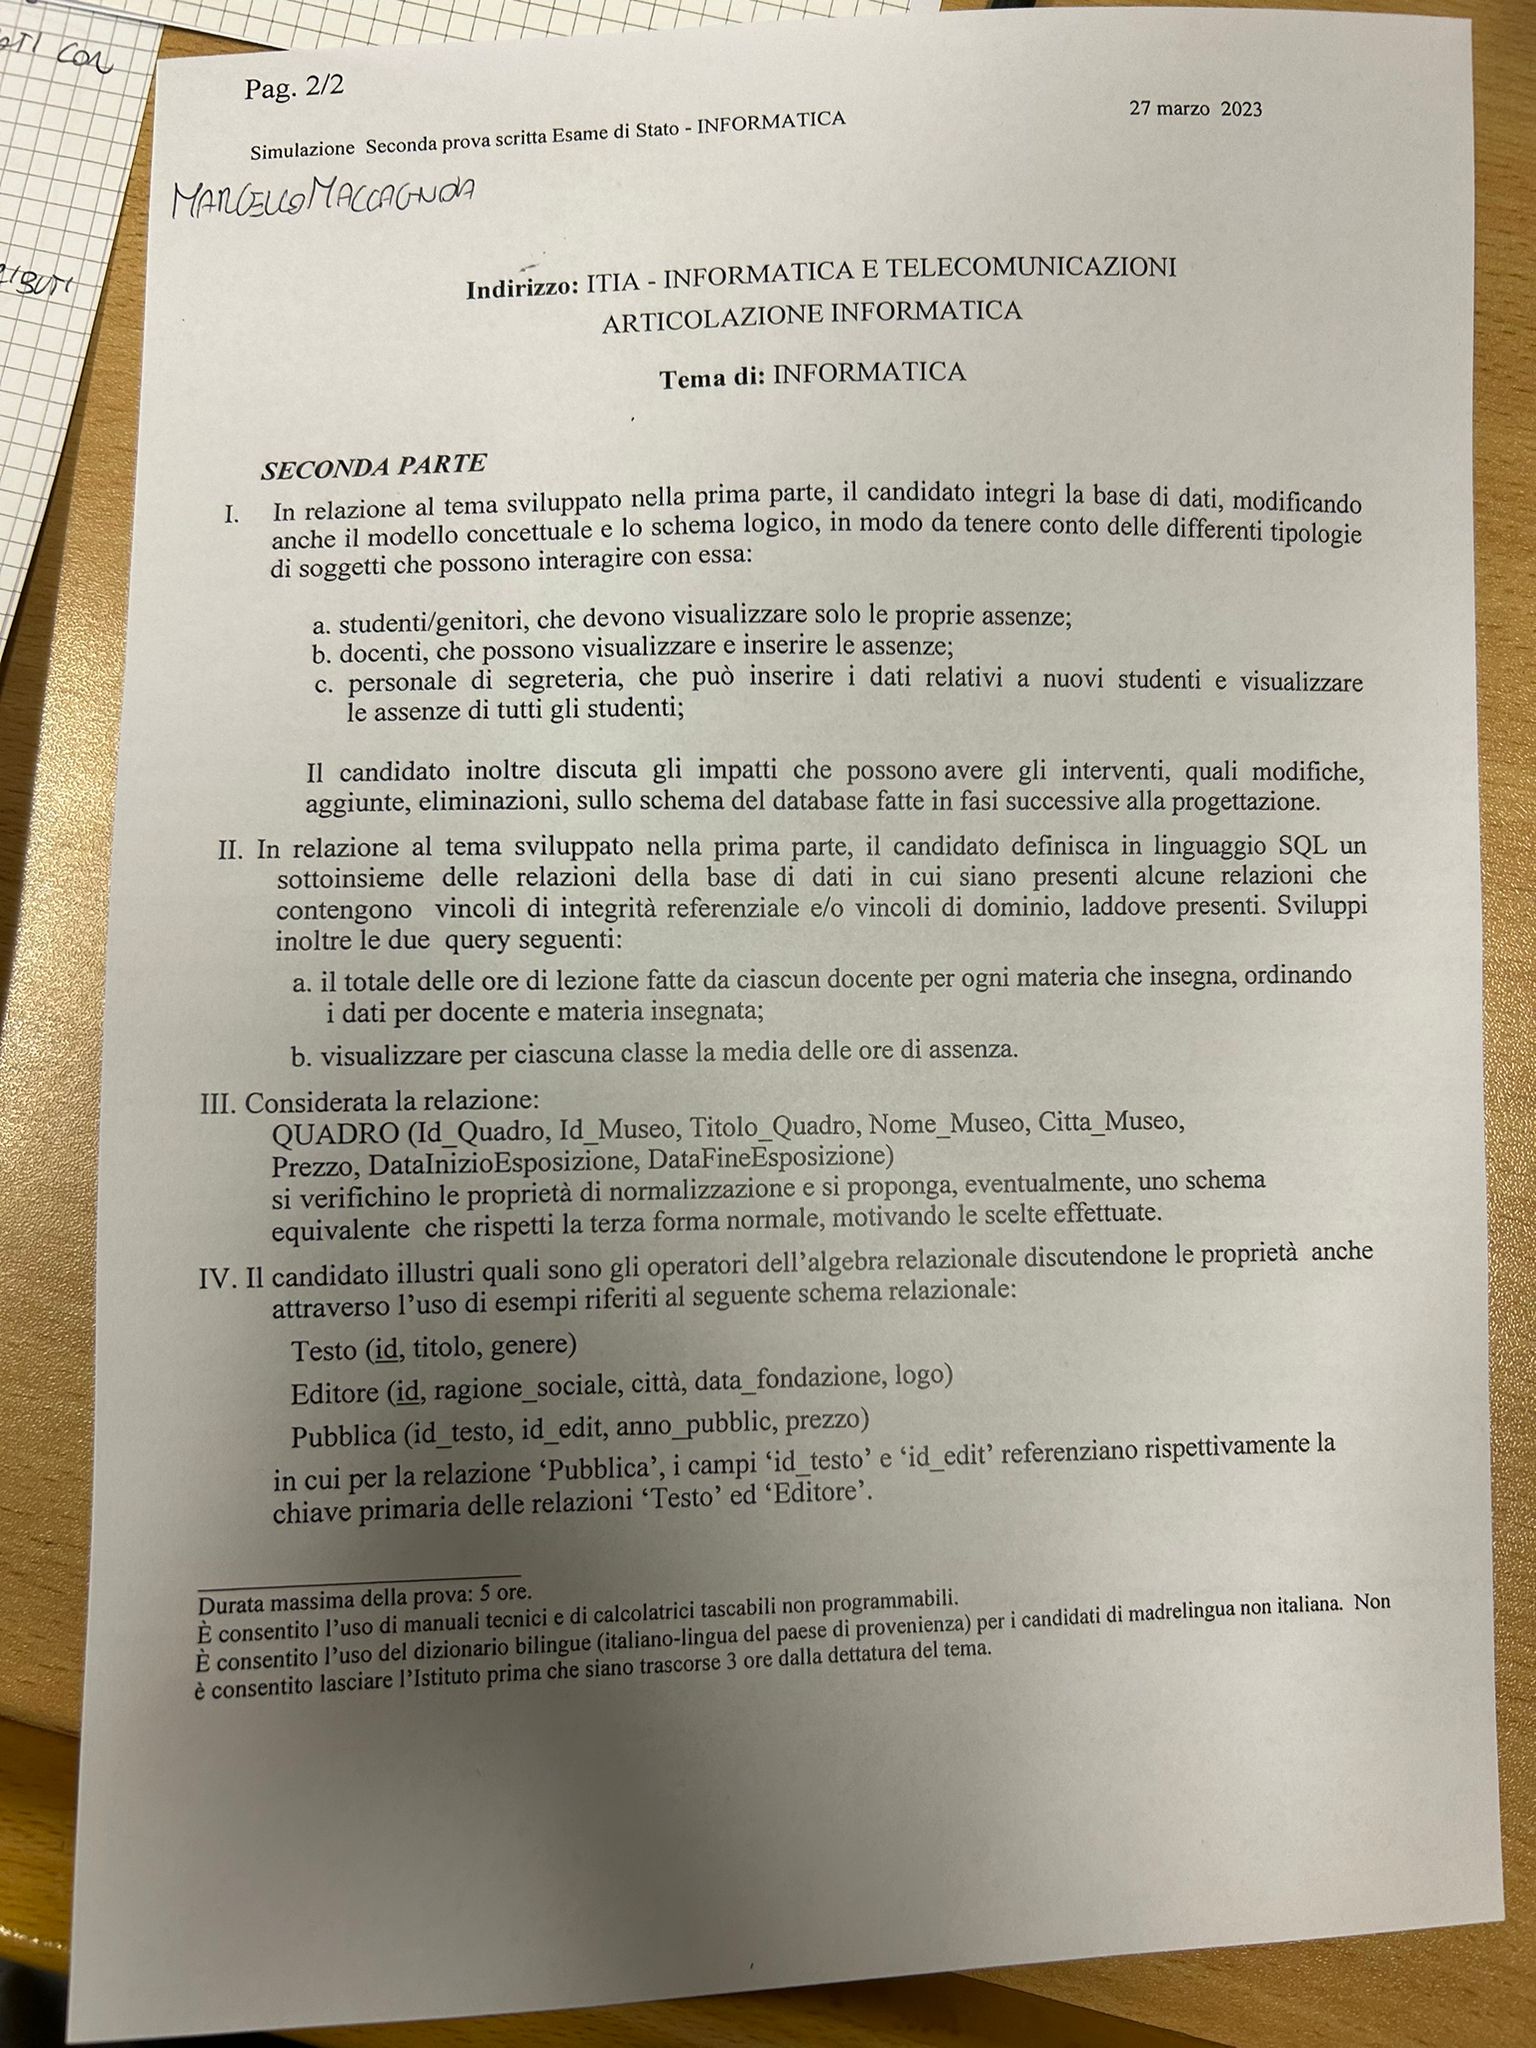 ATI CON
RIBUTI
Pag. 2/2
27 marzo 2023
Simulazione Seconda prova scritta Esame di Stato - INFORMATICA
MARCELLO MACCAGNOLA
Indirizzo: ITIA - INFORMATICA E TELECOMUNICAZIONI
ARTICOLAZIONE INFORMATICA
Tema di: INFORMATICA
SECONDA PARTE
I. In relazione al tema sviluppato nella prima parte, il candidato integri la base di dati, modificando
anche il modello concettuale e lo schema logico, in modo da tenere conto delle differenti tipologie
di soggetti che possono interagire con essa:
a. studenti/genitori, che devono visualizzare solo le proprie assenze;
b. docenti, che possono visualizzare e inserire le assenze;
c. personale di segreteria, che può inserire i dati relativi a nuovi studenti e visualizzare
le assenze di tutti gli studenti;
Il candidato inoltre discuta gli impatti che possono avere gli interventi, quali modifiche,
aggiunte, eliminazioni, sullo schema del database fatte in fasi successive alla progettazione.
II. In relazione al tema sviluppato nella prima parte, il candidato definisca in linguaggio SQL un
sottoinsieme delle relazioni della base di dati in cui siano presenti alcune relazioni che
contengono vincoli di integrità referenziale e/o vincoli di dominio, laddove presenti. Sviluppi
inoltre le due query seguenti:
a. il totale delle ore di lezione fatte da ciascun docente per ogni materia che insegna, ordinando
i dati per docente e materia insegnata;
b. visualizzare per ciascuna classe la media delle ore di assenza.
III. Considerata la relazione:
QUADRO (Id_Quadro, Id_Museo, Titolo_Quadro, Nome_Museo, Citta_Museo,
Prezzo, DataInizioEsposizione, DataFineEsposizione)
si verifichino le proprietà di normalizzazione e si proponga, eventualmente, uno schema
equivalente che rispetti la terza forma normale, motivando le scelte effettuate.
IV. Il candidato illustri quali sono gli operatori dell'algebra relazionale discutendone le proprietà anche
attraverso l'uso di esempi riferiti al seguente schema relazionale:
Testo (id, titolo, genere)
Editore (id, ragione_sociale, città, data_fondazione, logo)
Pubblica (id_testo, id_edit, anno_pubblic, prezzo)
in cui per la relazione 'Pubblica', i campi 'id_testo' e 'id_edit' referenziano rispettivamente la
chiave primaria delle relazioni 'Testo' ed 'Editore'.
Durata massima della prova: 5 ore.
È consentito l'uso di manuali tecnici e di calcolatrici tascabili non programmabili.
È consentito l'uso del dizionario bilingue (italiano-lingua del paese di provenienza) per i candidati di madrelingua non italiana. Non
è consentito lasciare l'Istituto prima che siano trascorse 3 ore dalla dettatura del tema.